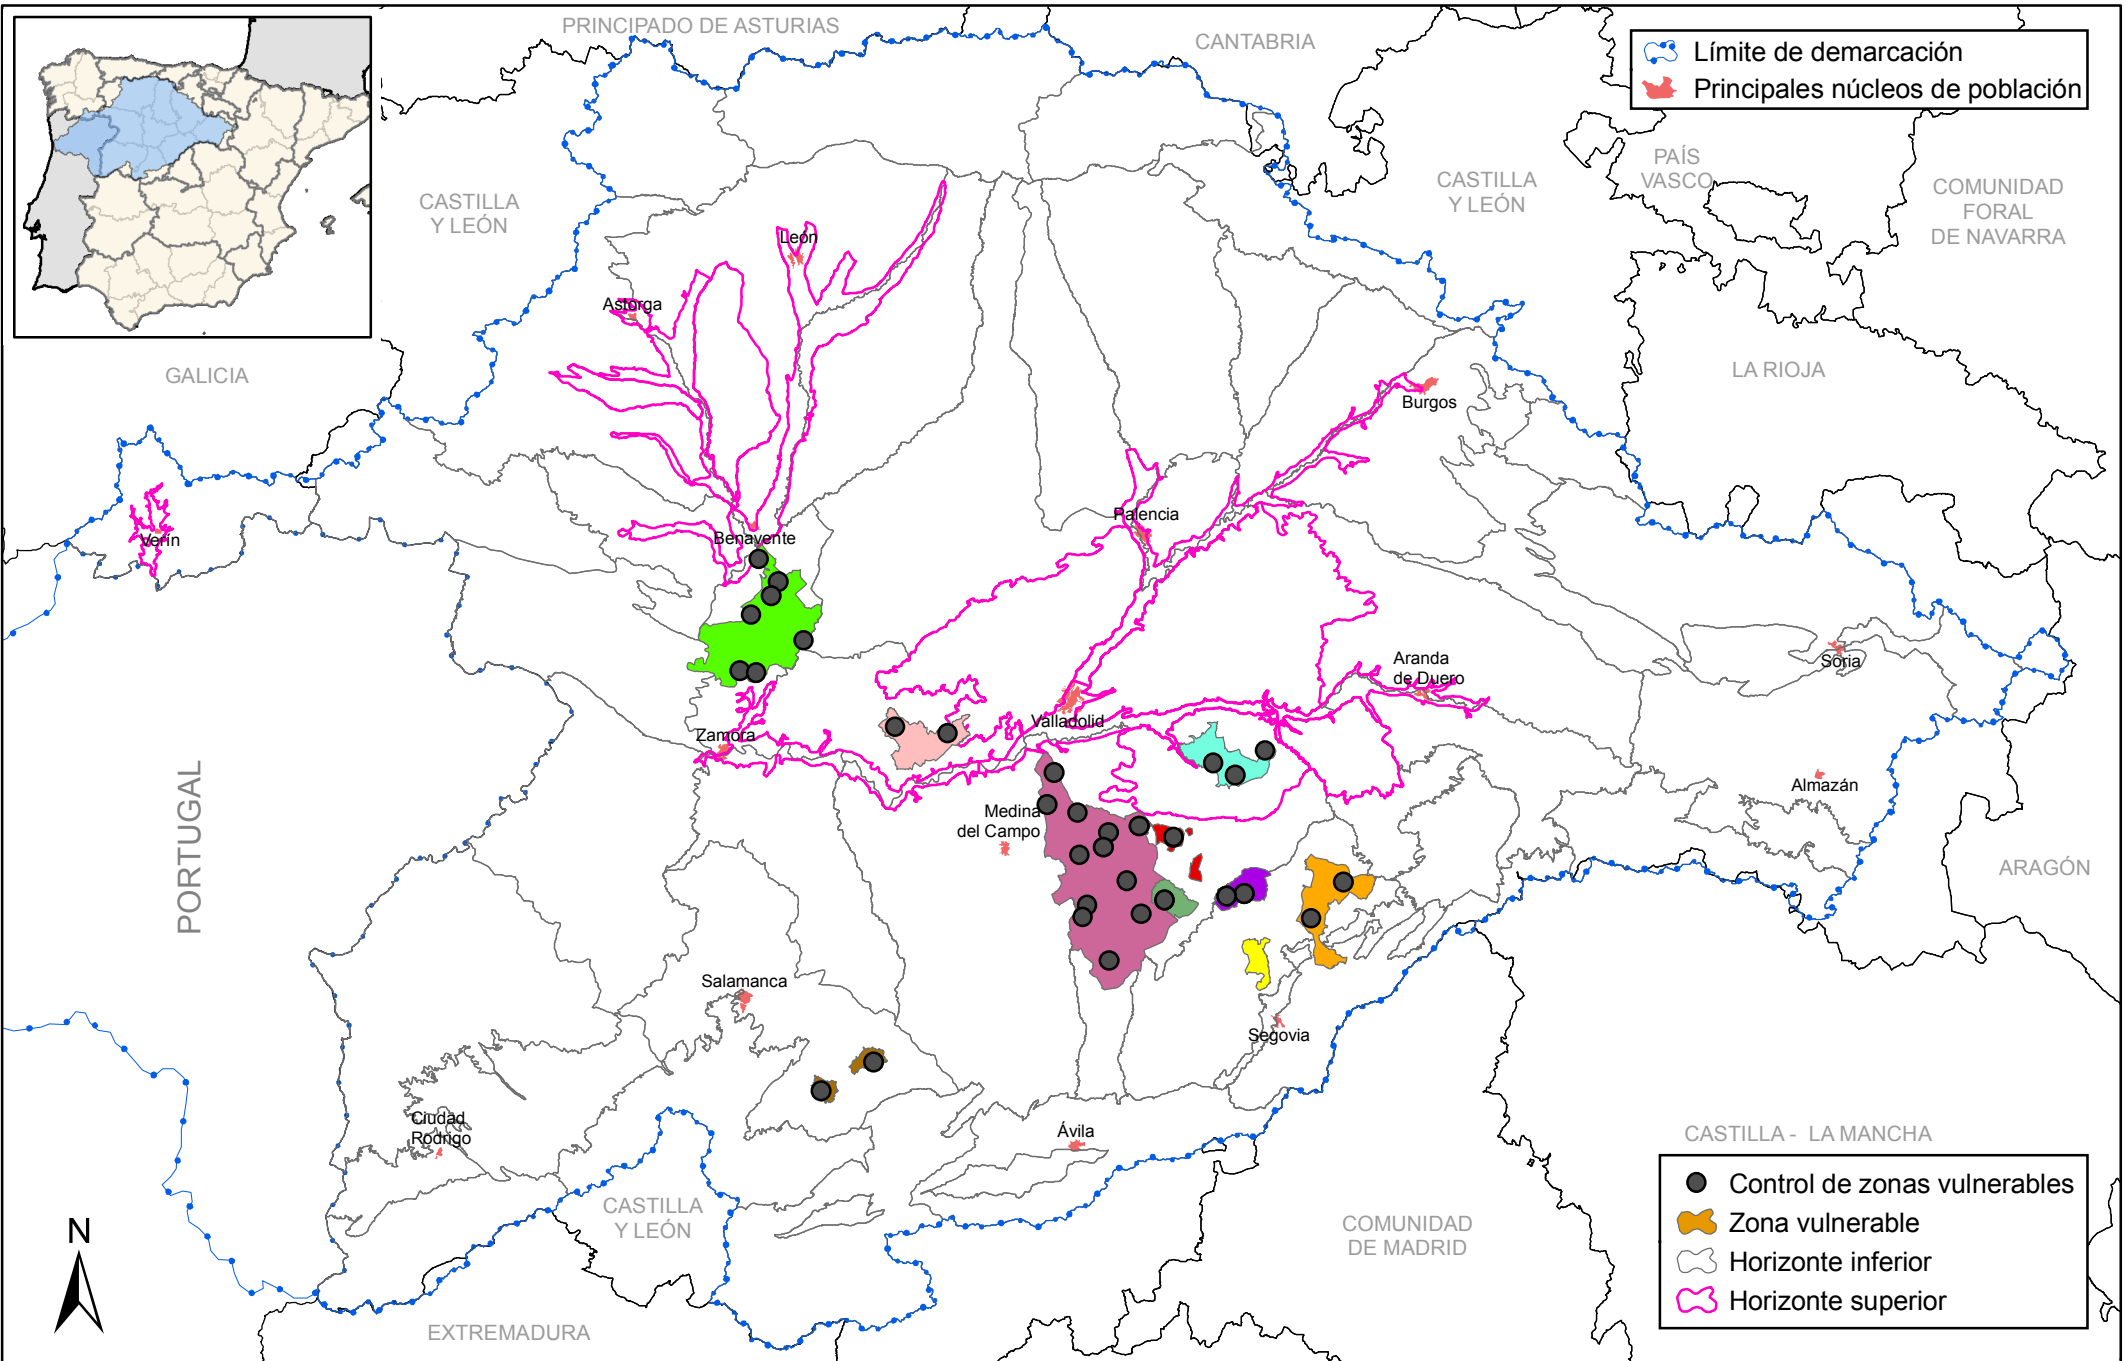 PRINCIPADO DE ASTURIAS
CANTABRIA
Límite de demarcación
Principales núcleos de población
PAÍS
VASCO
CASTILLA
Y LEÓN
COMUNIDAD
FORAL
DE NAVARRA
CASTILLA
Y LEÓN
León
Astorga
GALICIA
LA RIOJA
Burgos
Verín
Palencia
Benavente
Aranda
de Duero
Soria
Valladolid
Zamora
PORTUGAL
Almazán
Medina
del Campo
ARAGÓN
Salamanca
Segovia
Ciudad
Rodrigo
Ávila
CASTILLA - LA MANCHA
CASTILLA
Y LEÓN
COMUNIDAD
DE MADRID
N
EXTREMADURA
Control de zonas vulnerables
Zona vulnerable
Horizonte inferior
Horizonte superior